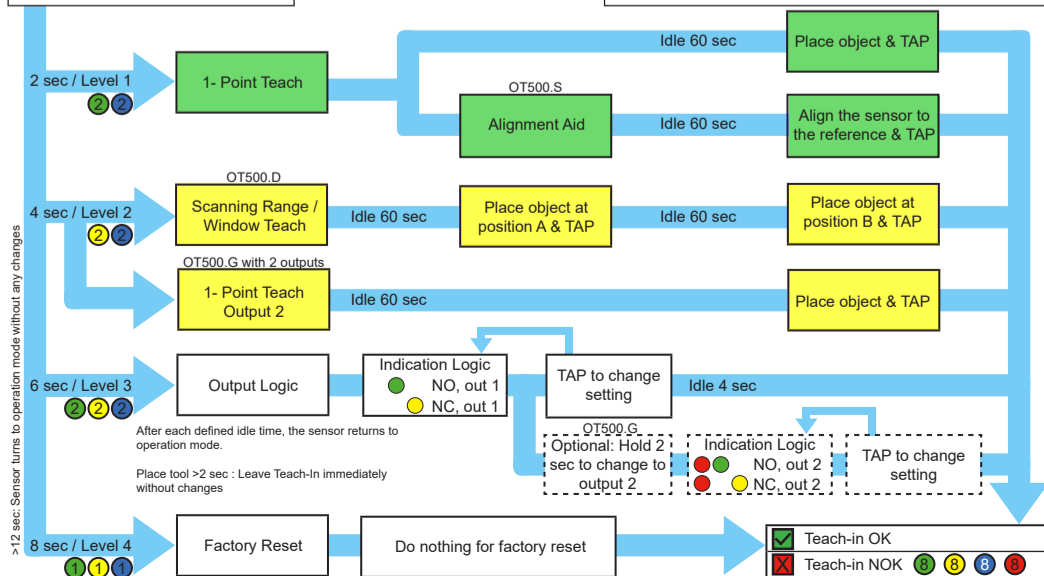 Idle 60 sec
Place object & TAP
2 sec / Level 1
2 2
1- Point Teach
OT500.S
Alignment Aid
Idle 60 sec
Align the sensor to
the reference & TAP
OT500.D
4 sec / Level 2
2 2
Scanning Range /
Window Teach
Idle 60 sec
Place object at
position A & TAP
Idle 60 sec
Place object at
position B & TAP
OT500.G with 2 outputs
1- Point Teach
Output 2
Idle 60 sec
Place object & TAP
6 sec / Level 3
2 2 2
Output Logic
Indication Logic
NO, out 1
NC, out 1
TAP to change
setting
Idle 4 sec
After each defined idle time, the sensor returns to
operation mode.
Place tool >2 sec : Leave Teach-In immediately
without changes
OT500.G
Optional: Hold 2
sec to change to
output 2
Indication Logic
NO, out 2
NC, out 2
TAP to change
setting
>12 sec: Sensor turns to operation mode without any changes
8 sec / Level 4
1 1 1
Factory Reset
Do nothing for factory reset
Teach-in OK
X Teach-in NOK 8 8 8 8